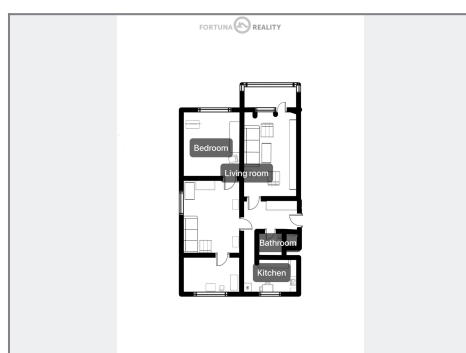 FORTUNA REALITY
Bedroom
Living room
Bathroom
Kitchen